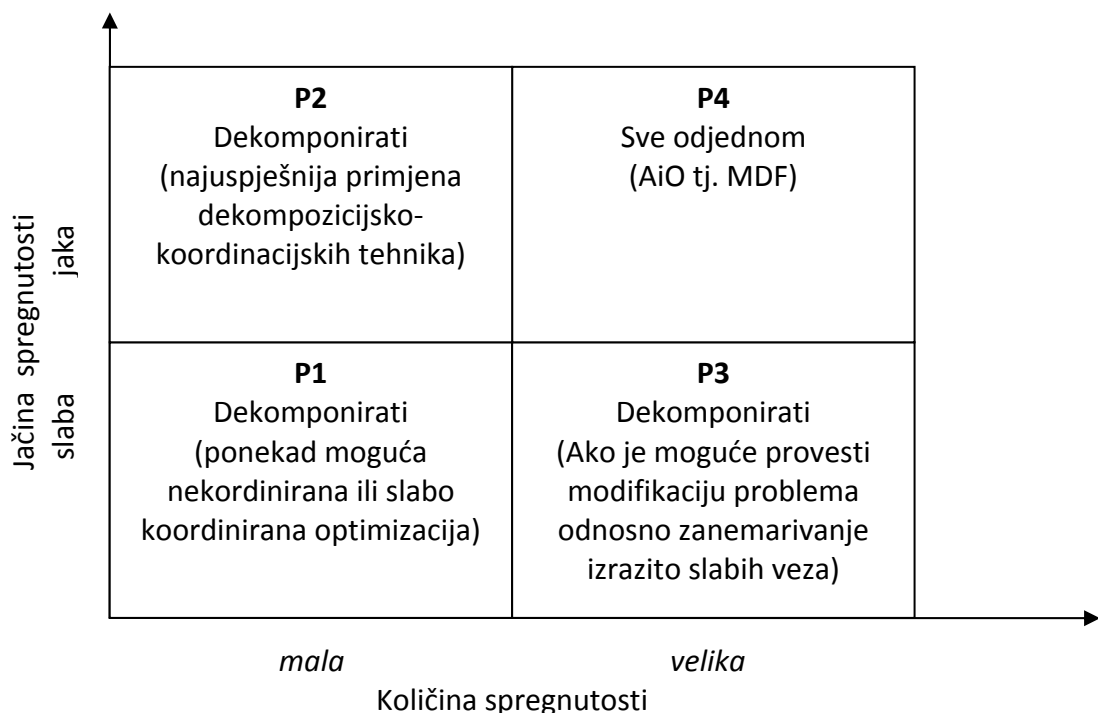 P2
Dekomponirati
(najuspješnija primjena
dekompozicijsko-
koordinacijskih tehnika)
P4
Sve odjednom
(AiO tj. MDF)
P1
Dekomponirati
(ponekad moguća
nekordinirana ili slabo
koordinirana optimizacija)
P3
Dekomponirati
(Ako je moguće provesti
modifikaciju problema
odnosno zanemarivanje
izrazito slabih veza)
Jačina spregnutosti
slaba jaka
mala velika
Količina spregnutosti